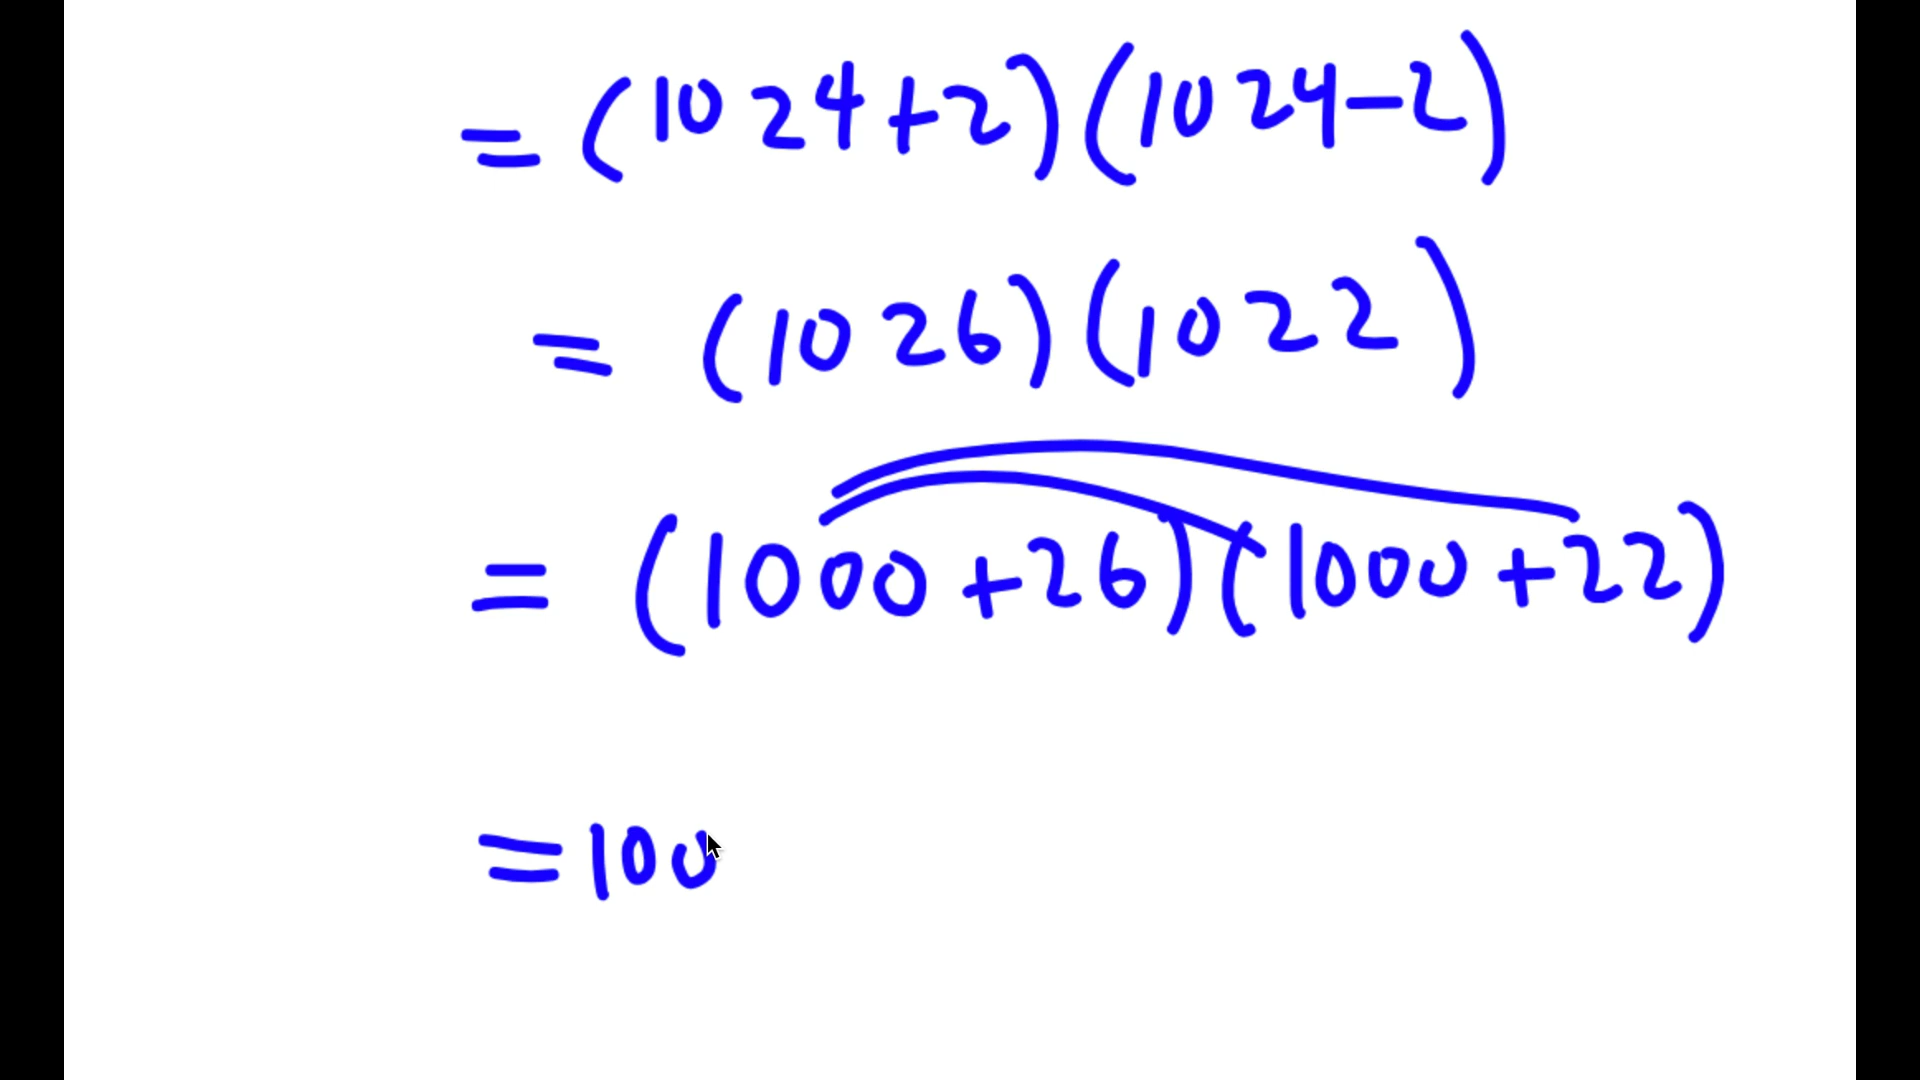 = (1024+2)(1024-2)
= (1026)(1022)
= (1000+26)(1000+22)
= 100